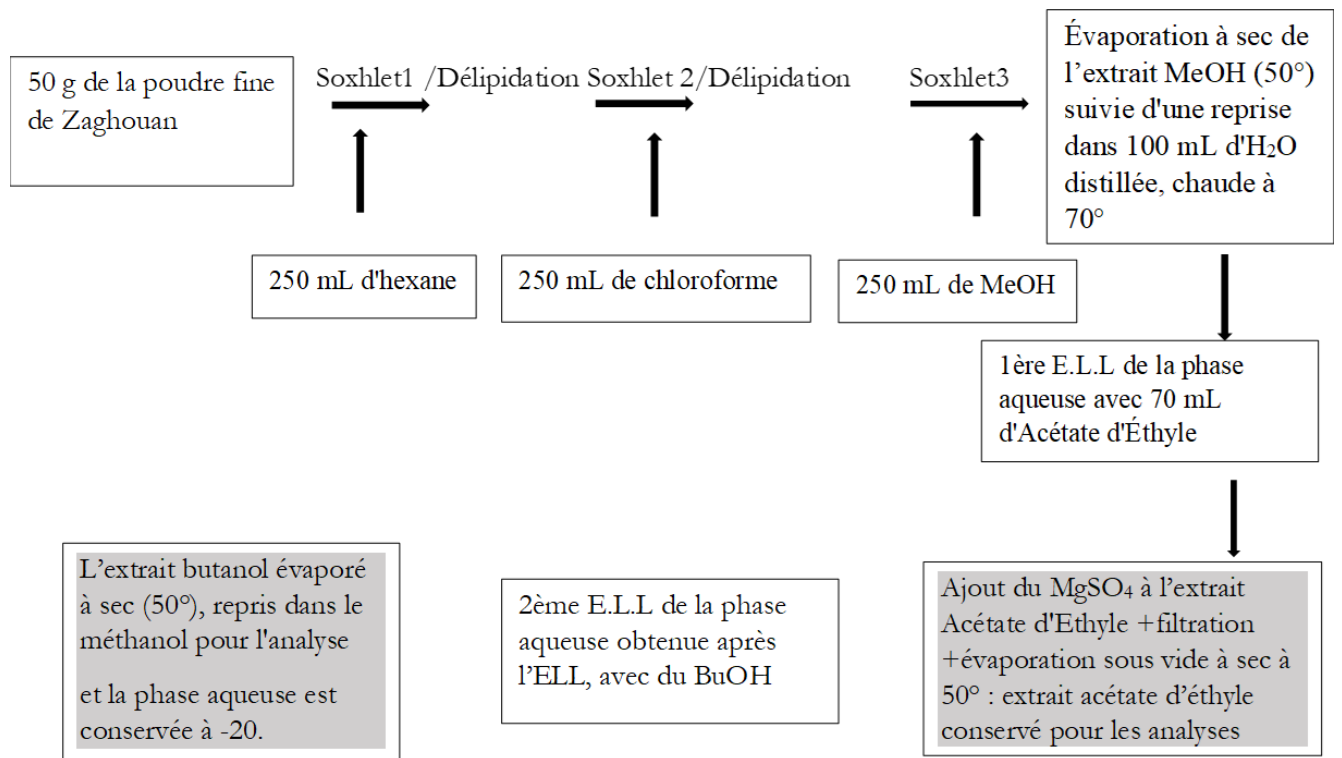 50 g de la poudre fine
de Zaghouan
Soxhlet1 /Délipidation
Soxhlet 2/Délipidation
Soxhlet3
Évaporation à sec de
l’extrait MeOH (50°)
suivie d'une reprise
dans 100 mL d'H₂O
distillée, chaude à
70°
250 mL d'hexane
250 mL de chloroforme
250 mL de MeOH
1ère E.L.L de la phase
aqueuse avec 70 mL
d'Acétate d'Éthyle
Ajout du MgSO₄ à l’extrait
Acétate d'Ethyle +filtration
+évaporation sous vide à sec à
50° : extrait acétate d’éthyle
conservé pour les analyses
2ème E.L.L de la phase
aqueuse obtenue après
l’ELL, avec du BuOH
L’extrait butanol évaporé
à sec (50°), repris dans le
méthanol pour l'analyse
et la phase aqueuse est
conservée à -20.